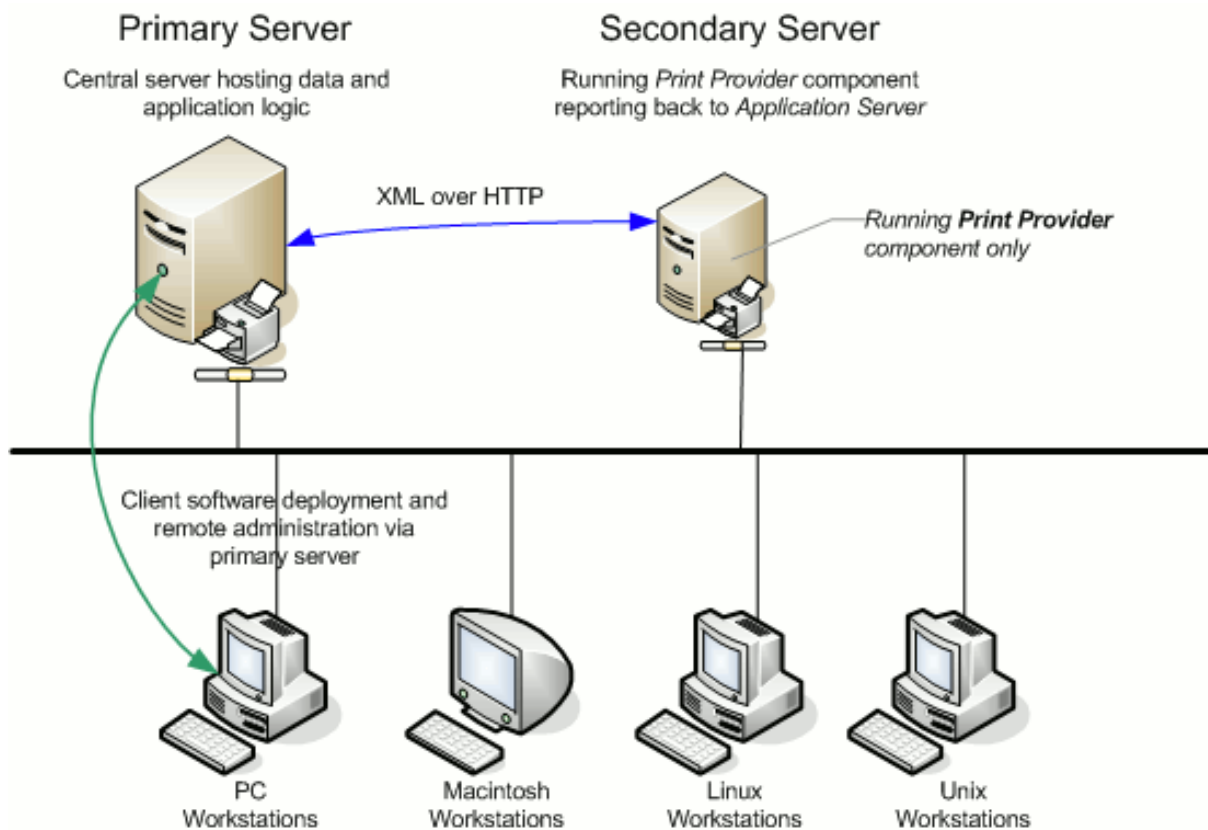 Primary Server
Central server hosting data and
application logic
Secondary Server
Running Print Provider component
reporting back to Application Server
XML over HTTP
Running Print Provider
component only
Client software deployment and
remote administration via
primary server
PC
Workstations
Macintosh
Workstations
Linux
Workstations
Unix
Workstations